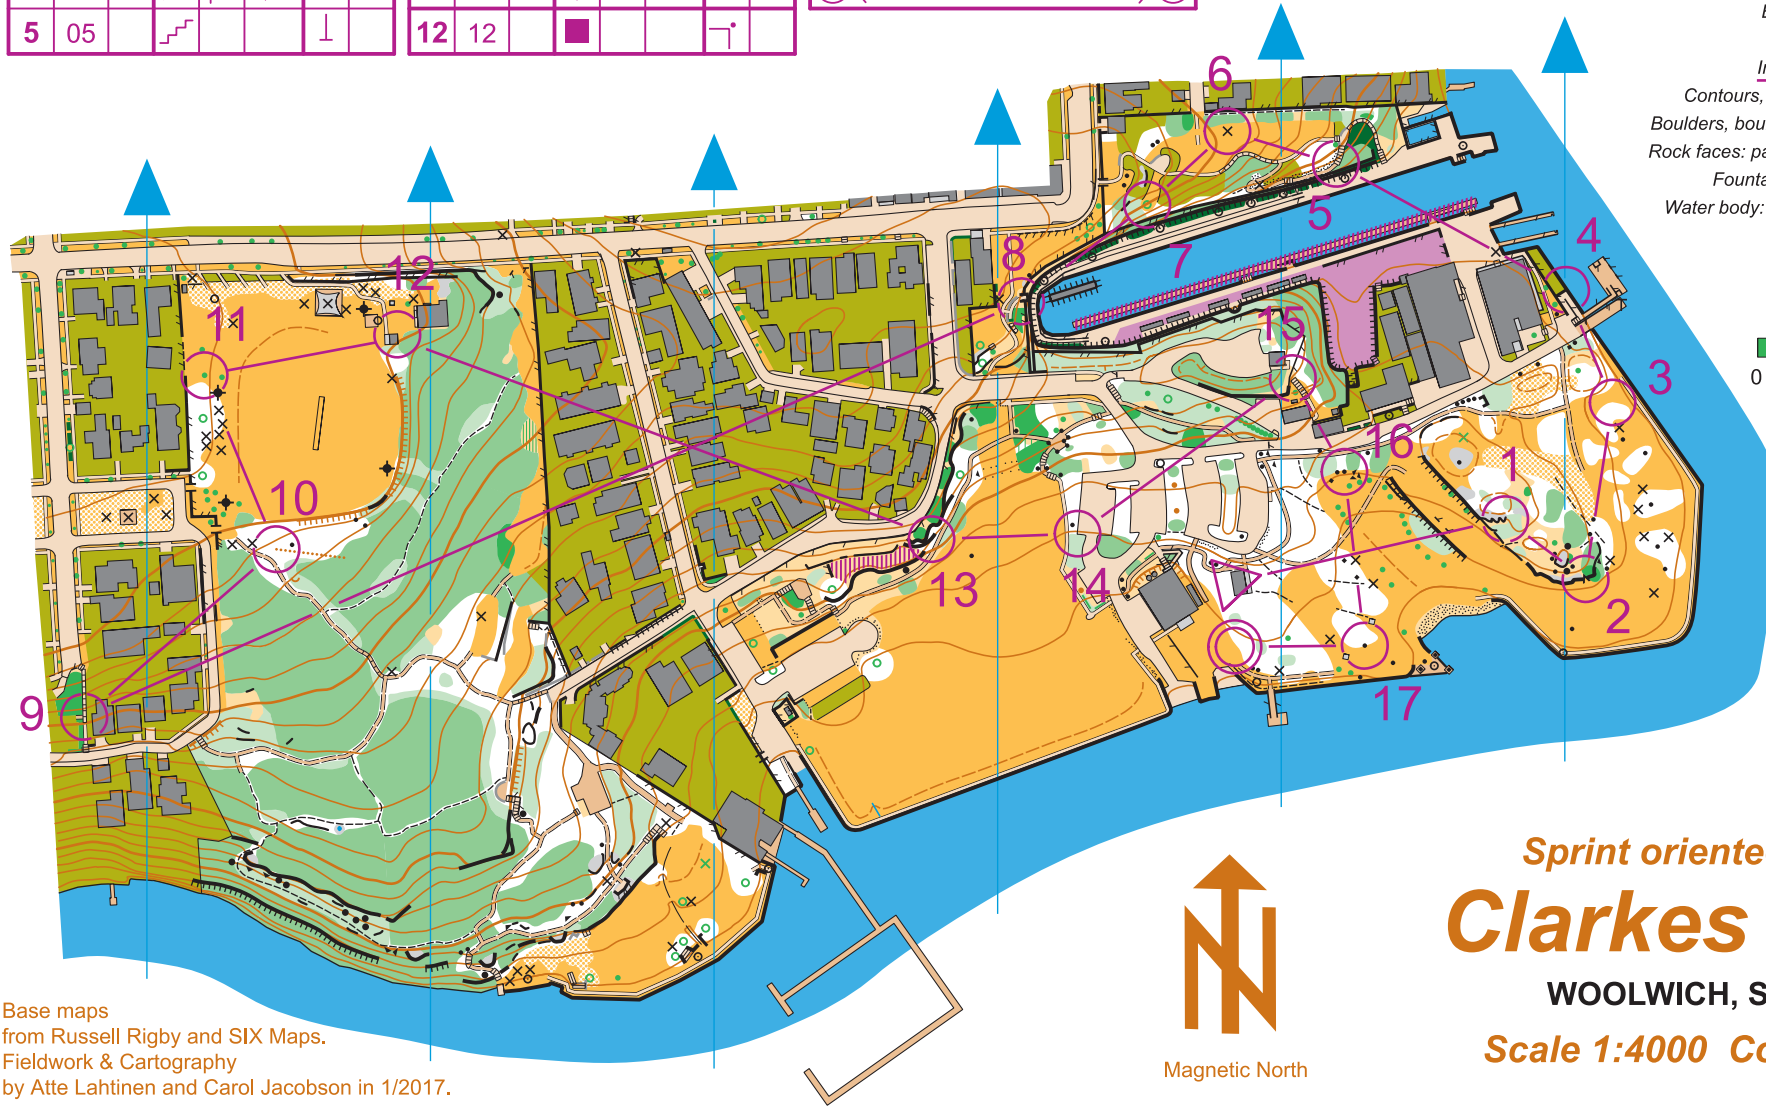 5 05
12 12
In
Contours,
Boulders, bou
Rock faces: pa
Founta
Water body:
0
6
5
4
7
8
12
11
15
3
16
1
10
13
14
2
9
17
Sprint oriente
Clarkes
WOOLWICH, S
Scale 1:4000 Co
Magnetic North
Base maps
from Russell Rigby and SIX Maps.
Fieldwork & Cartography
by Atte Lahtinen and Carol Jacobson in 1/2017.